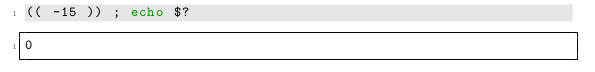 1 (( -15 )) ; echo $?
1 0